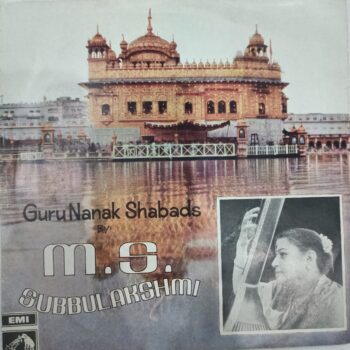 Guru Nanak Shabads
By
M.S.
SUBBULAKSHMI
EMI